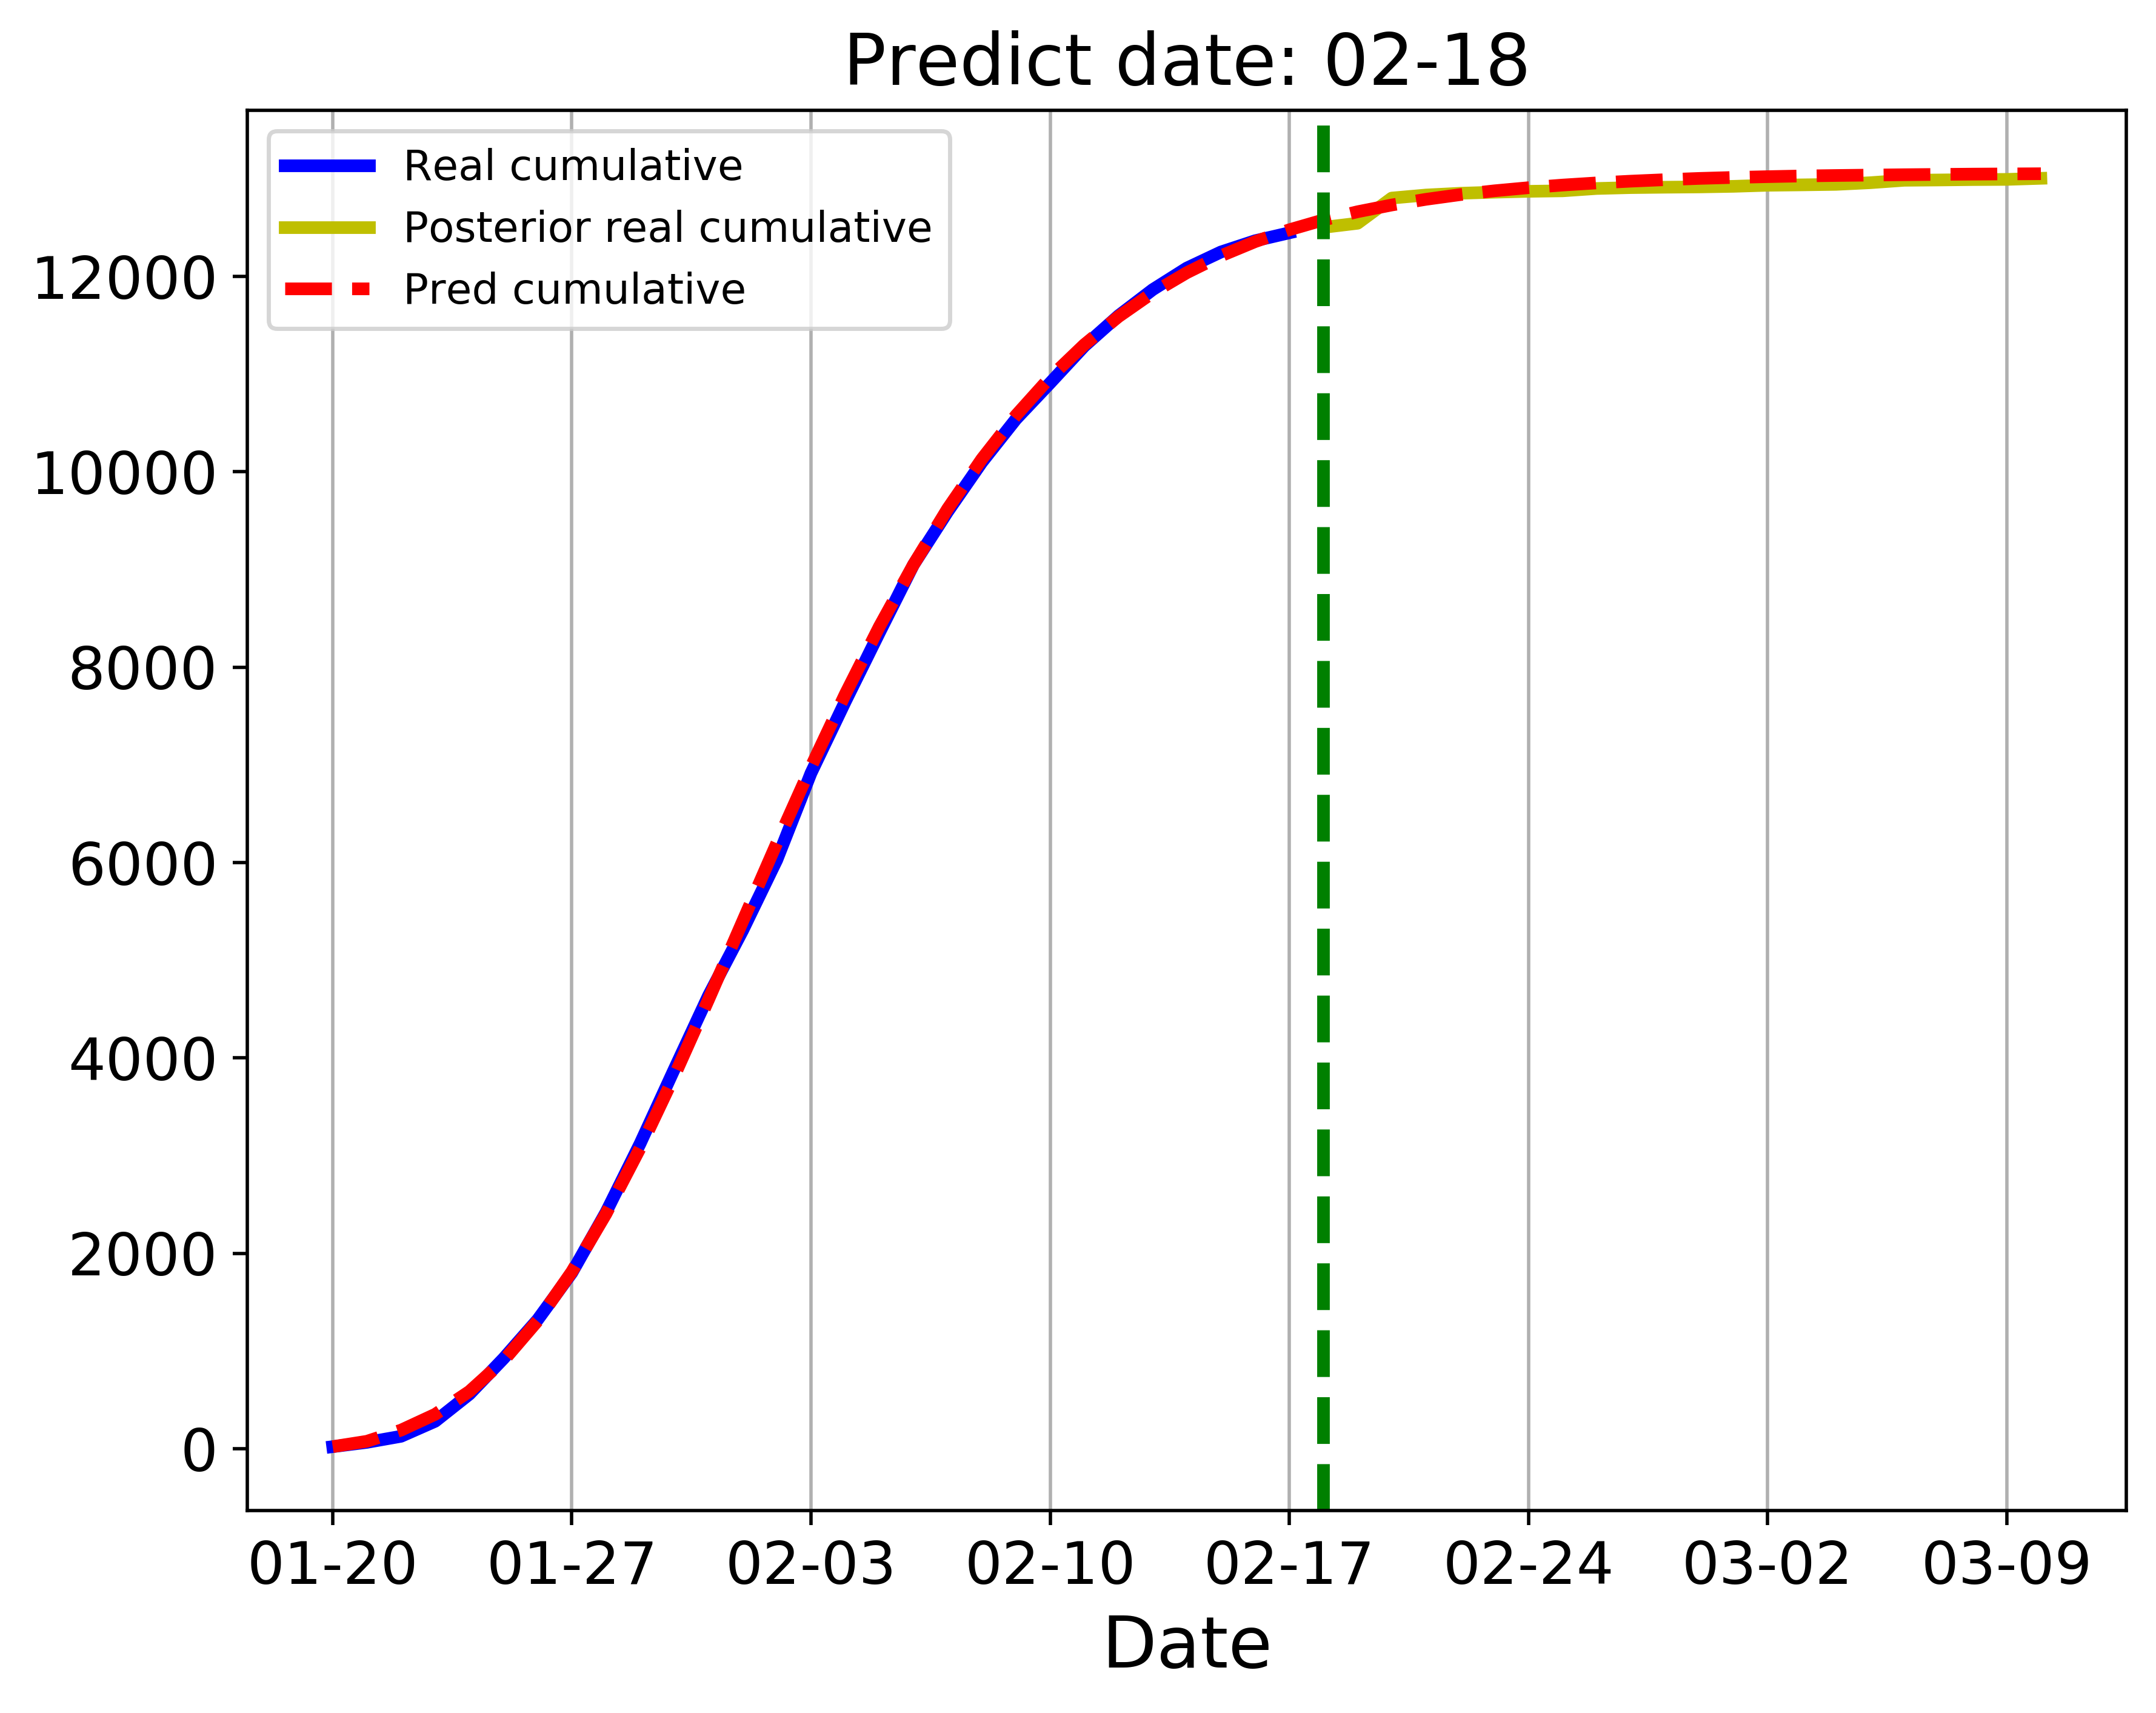 Predict date: 02-18
Real cumulative
Posterior real cumulative
Pred cumulative
12000
10000
8000
6000
4000
2000
0
01-20 01-27 02-03 02-10 02-17 02-24 03-02 03-09
Date